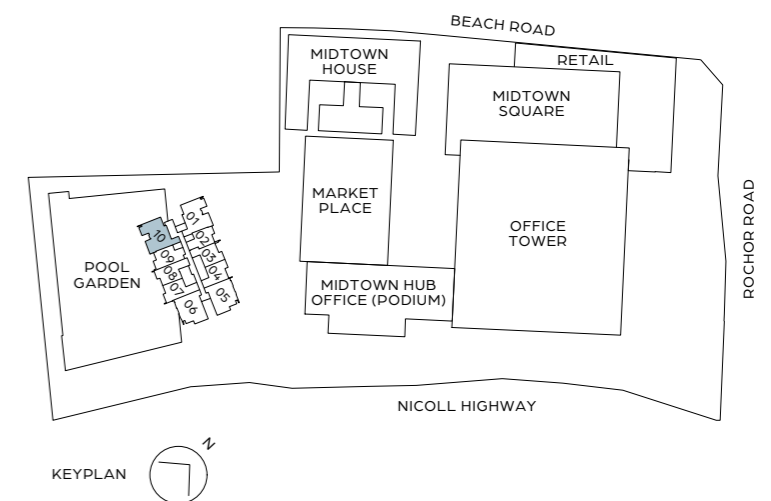 BEACH ROAD
MIDTOWN
HOUSE
RETAIL
MIDTOWN
SQUARE
MARKET
PLACE
OFFICE
TOWER
ROCHOR ROAD
01
02
03
04
05
10
09
08
07
06
POOL
GARDEN
MIDTOWN HUB
OFFICE (PODIUM)
NICOLL HIGHWAY
N
KEYPLAN